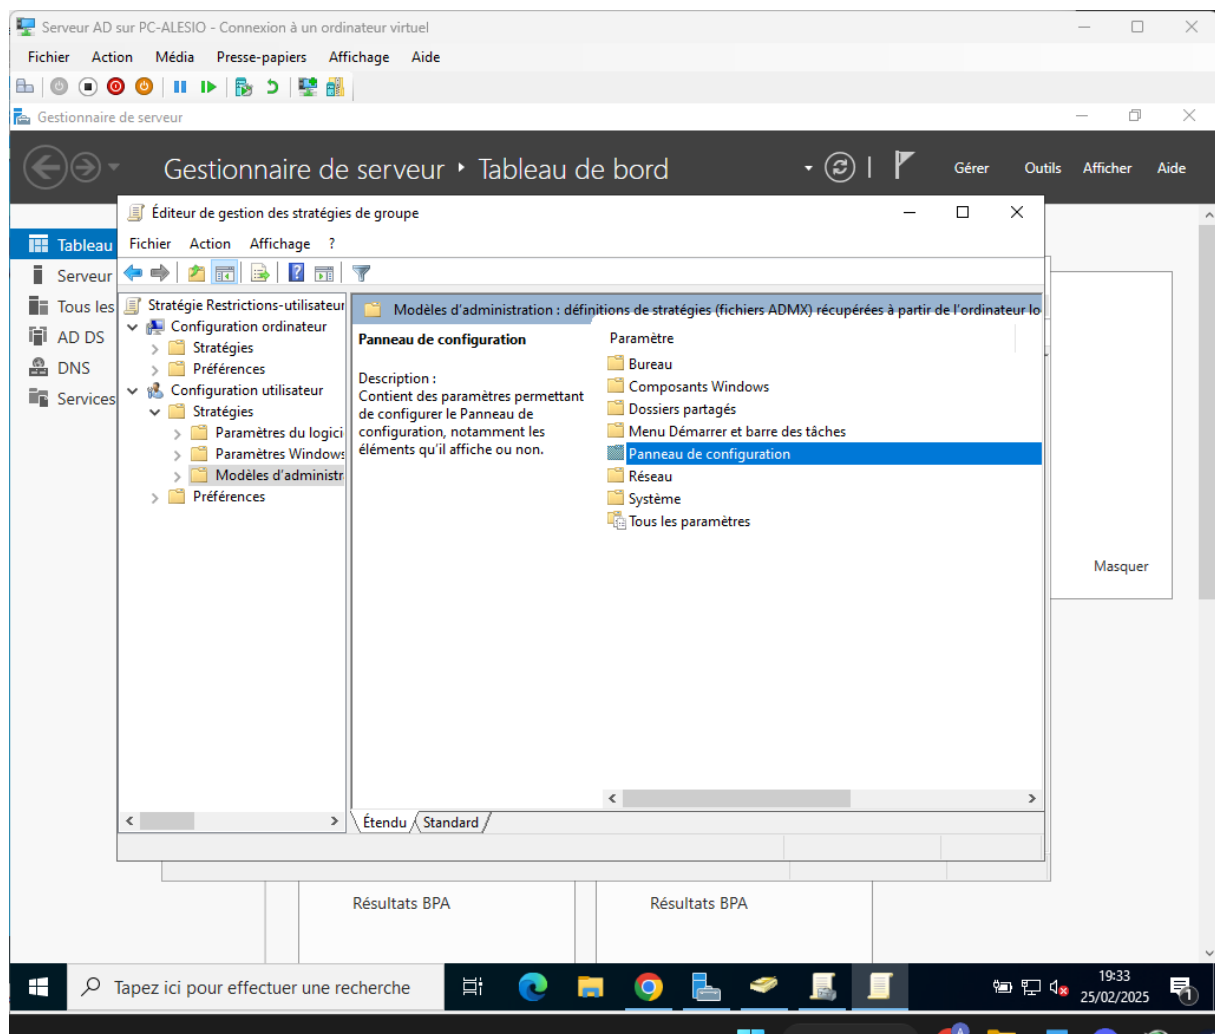 Serveur AD sur PC-ALESIO - Connexion à un ordinateur virtuel
Fichier Action Média Presse-papiers Affichage Aide
Gestionnaire de serveur
Gestionnaire de serveur Tableau de bord
Gérer Outils Afficher Aide
Éditeur de gestion des stratégies de groupe
Fichier Action Affichage ?
Tableau
Serveur
Tous les
AD DS
DNS
Services
Stratégie Restrictions-utilisateur
Configuration ordinateur
Stratégies
Préférences
Configuration utilisateur
Stratégies
Paramètres du logici
Paramètres Windows
Modèles d'administr
Préférences
Modèles d'administration : définitions de stratégies (fichiers ADMX) récupérées à partir de l'ordinateur lo
Panneau de configuration
Description :
Contient des paramètres permettant
de configurer le Panneau de
configuration, notamment les
éléments qu'il affiche ou non.
Paramètre
Bureau
Composants Windows
Dossiers partagés
Menu Démarrer et barre des tâches
Panneau de configuration
Réseau
Système
Tous les paramètres
Étendu Standard
Masquer
Résultats BPA Résultats BPA
Tapez ici pour effectuer une recherche
19:33
25/02/2025
1